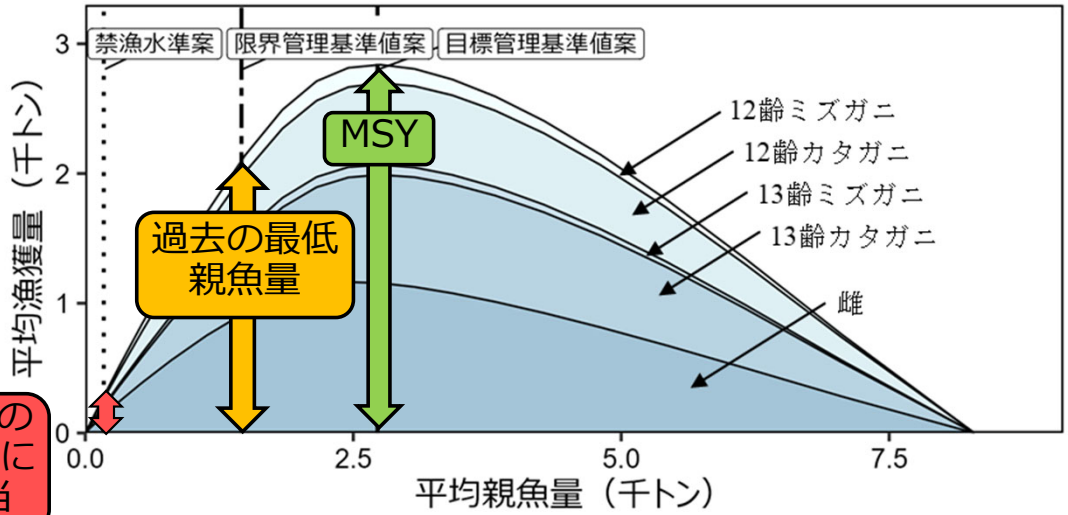 禁漁水準案 限界管理基準値案 目標管理基準値案
平均漁獲量（千トン）
3
2
1
0
MSY
過去の最低
親魚量
12齢ミズガニ
12齢カタガニ
13齢ミズガニ
13齢カタガニ
雌
の
に
0.0 2.5 5.0 7.5
平均親魚量（千トン）